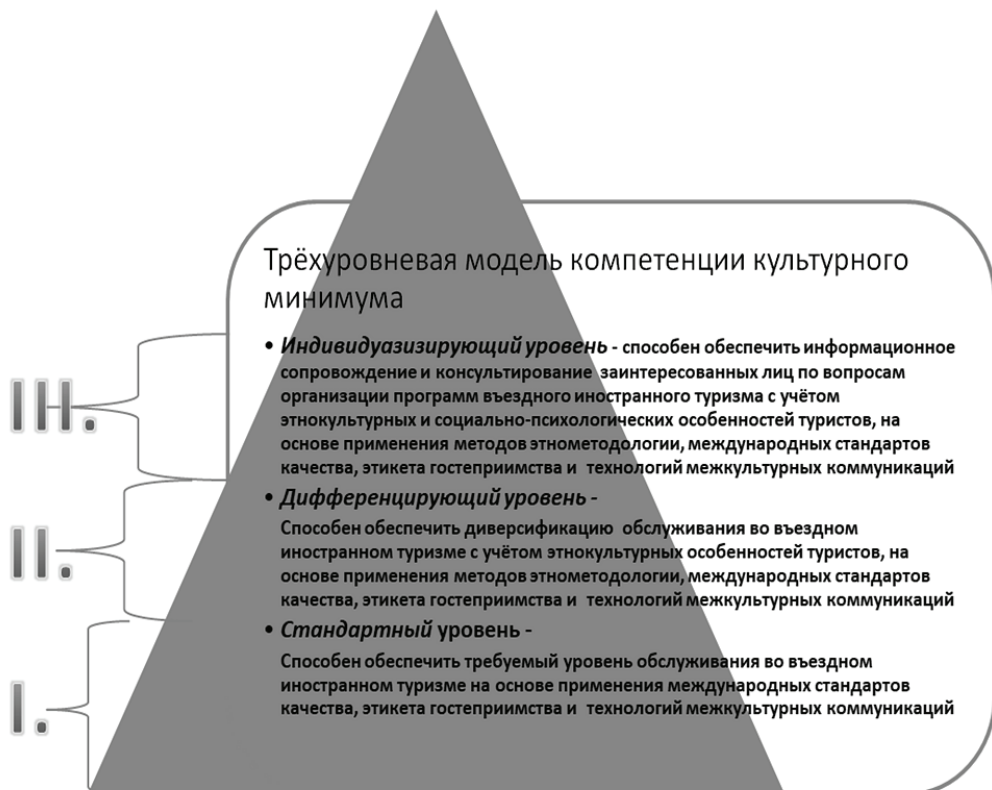 Трёхуровневая модель компетенции культурного
минимума
• Индивидуазизирующий уровень - способен обеспечить информационное
сопровождение и консультирование заинтересованных лиц по вопросам
организации программ въездного иностранного туризма с учётом
этнокультурных и социально-психологических особенностей туристов, на
основе применения методов этнометодологии, международных стандартов
качества, этикета гостеприимства и технологий межкультурных коммуникаций
III.
• Дифференцирующий уровень -
Способен обеспечить диверсификацию обслуживания во въездном
иностранном туризме с учётом этнокультурных особенностей туристов, на
основе применения методов этнометодологии, международных стандартов
качества, этикета гостеприимства и технологий межкультурных коммуникаций
II.
• Стандартный уровень -
Способен обеспечить требуемый уровень обслуживания во въездном
иностранном туризме на основе применения международных стандартов
качества, этикета гостеприимства и технологий межкультурных коммуникаций
I.